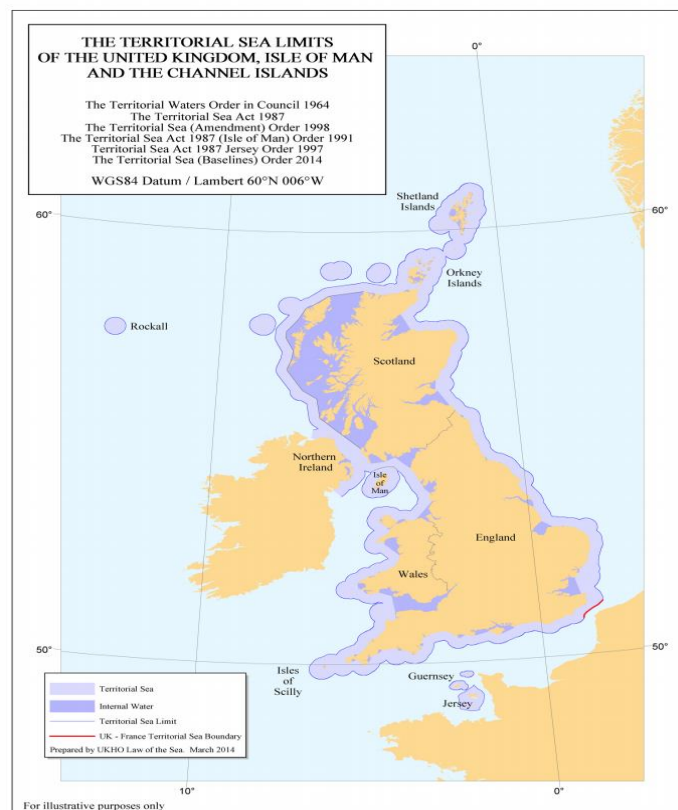 THE TERRITORIAL SEA LIMITS
OF THE UNITED KINGDOM, ISLE OF MAN
AND THE CHANNEL ISLANDS
The Territorial Waters Order in Council 1964
The Territorial Sea Act 1987
The Territorial Sea (Amendment) Order 1998
The Territorial Sea Act 1987 (Isle of Man) Order 1991
Territorial Sea Act 1987 Jersey Order 1997
The Territorial Sea (Baselines) Order 2014
WGS84 Datum / Lambert 60°N 006°W
0°
Shetland
Islands
60°
60°
Orkney
Islands
Rockall
Scotland
Northern
Ireland
Isle
of
Man
England
Wales
50°
50°
Isles
of
Scilly
Guernsey
Jersey
Territorial Sea
Internal Water
Territorial Sea Limit
UK - France Territorial Sea Boundary
Prepared by UKHO Law of the Sea. March 2014
10°
0°
For illustrative purposes only